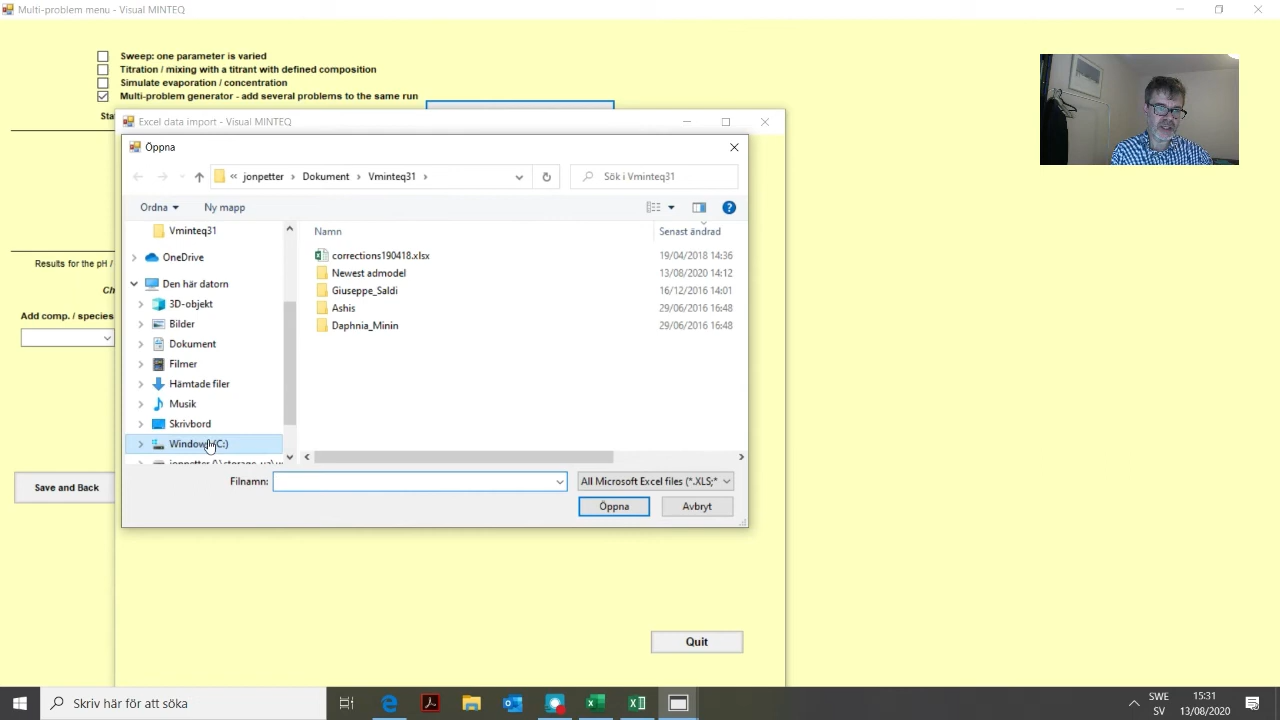 Multi-problem menu - Visual MINTEQ
Sweep: one parameter is varied
Titration / mixing with a titrant with defined composition
Simulate evaporation / concentration
Multi-problem generator - add several problems to the same run
Sta
Excel data import - Visual MINTEQ
Öppna
« jonpetter › Dokument › Vminteq31 ›
Sök i Vminteq31
Ordna
Ny mapp
Vminteq31
OneDrive
Den här datorn
3D-objekt
Bilder
Dokument
Filmer
Hämtade filer
Musik
Skrivbord
Windows (C:)
Namn
Senast ändrad
corrections190418.xlsx 19/04/2018 14:36
Newest admodel 13/08/2020 14:12
Giuseppe_Saldi 16/12/2016 14:01
Ashis 29/06/2016 16:48
Daphnia_Minin 29/06/2016 16:48
Results for the pH /
Ch
Add comp. / species
Filnamn:
All Microsoft Excel files (*.XLS;*
Save and Back
Öppna
Avbryt
Quit
Skriv här för att söka
SWE
SV
15:31
13/08/2020